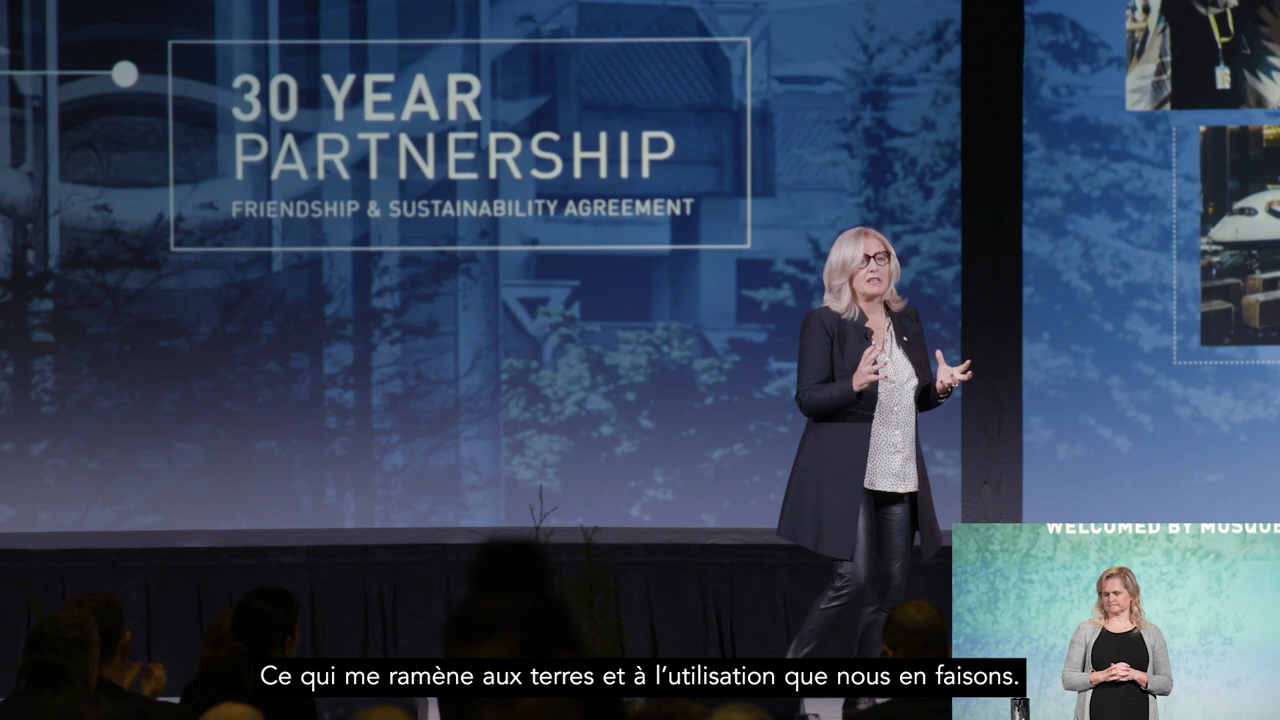 30 YEAR
PARTNERSHIP
FRIENDSHIP & SUSTAINABILITY AGREEMENT
WELCOMED BY MUSQUE
Ce qui me ramène aux terres et à l'utilisation que nous en faisons.